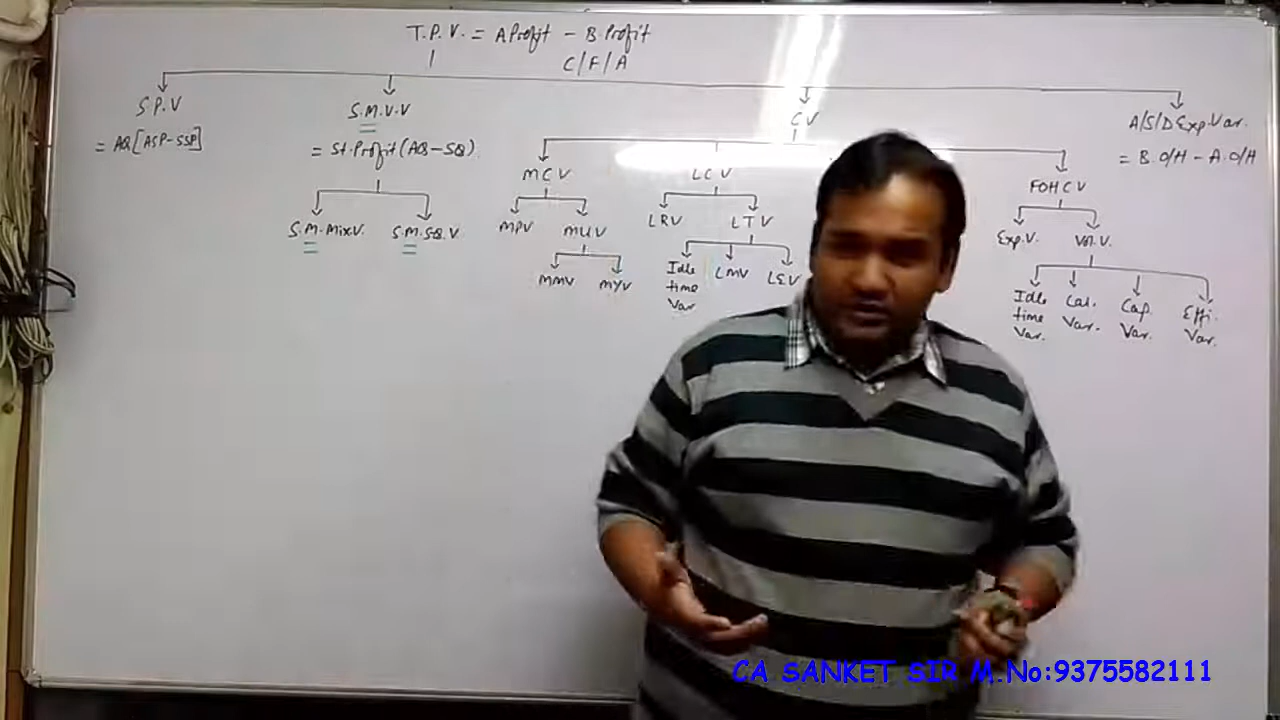 T.P.V. = A Profit - B Profit
C/F/A
S.P.V
= AQ[ASP-SSP]
S.M.V.V
= St.Profit(AQ-SQ).
S.M.MixV.
S.M.SQ.V.
CV
MCV
MPV
MUV
MMV
MYV
LCV
LRV
LTV
Idle
time
Var
LMV
LEV
FOHCV
Exp.V.
Vol.V.
Idle
time
Var.
Cal.
Var.
Cap.
Var.
Effi.
Var.
A/S/D Exp.Var.
= B.O/H - A.O/H
CA SANKET SIR M.No:9375582111